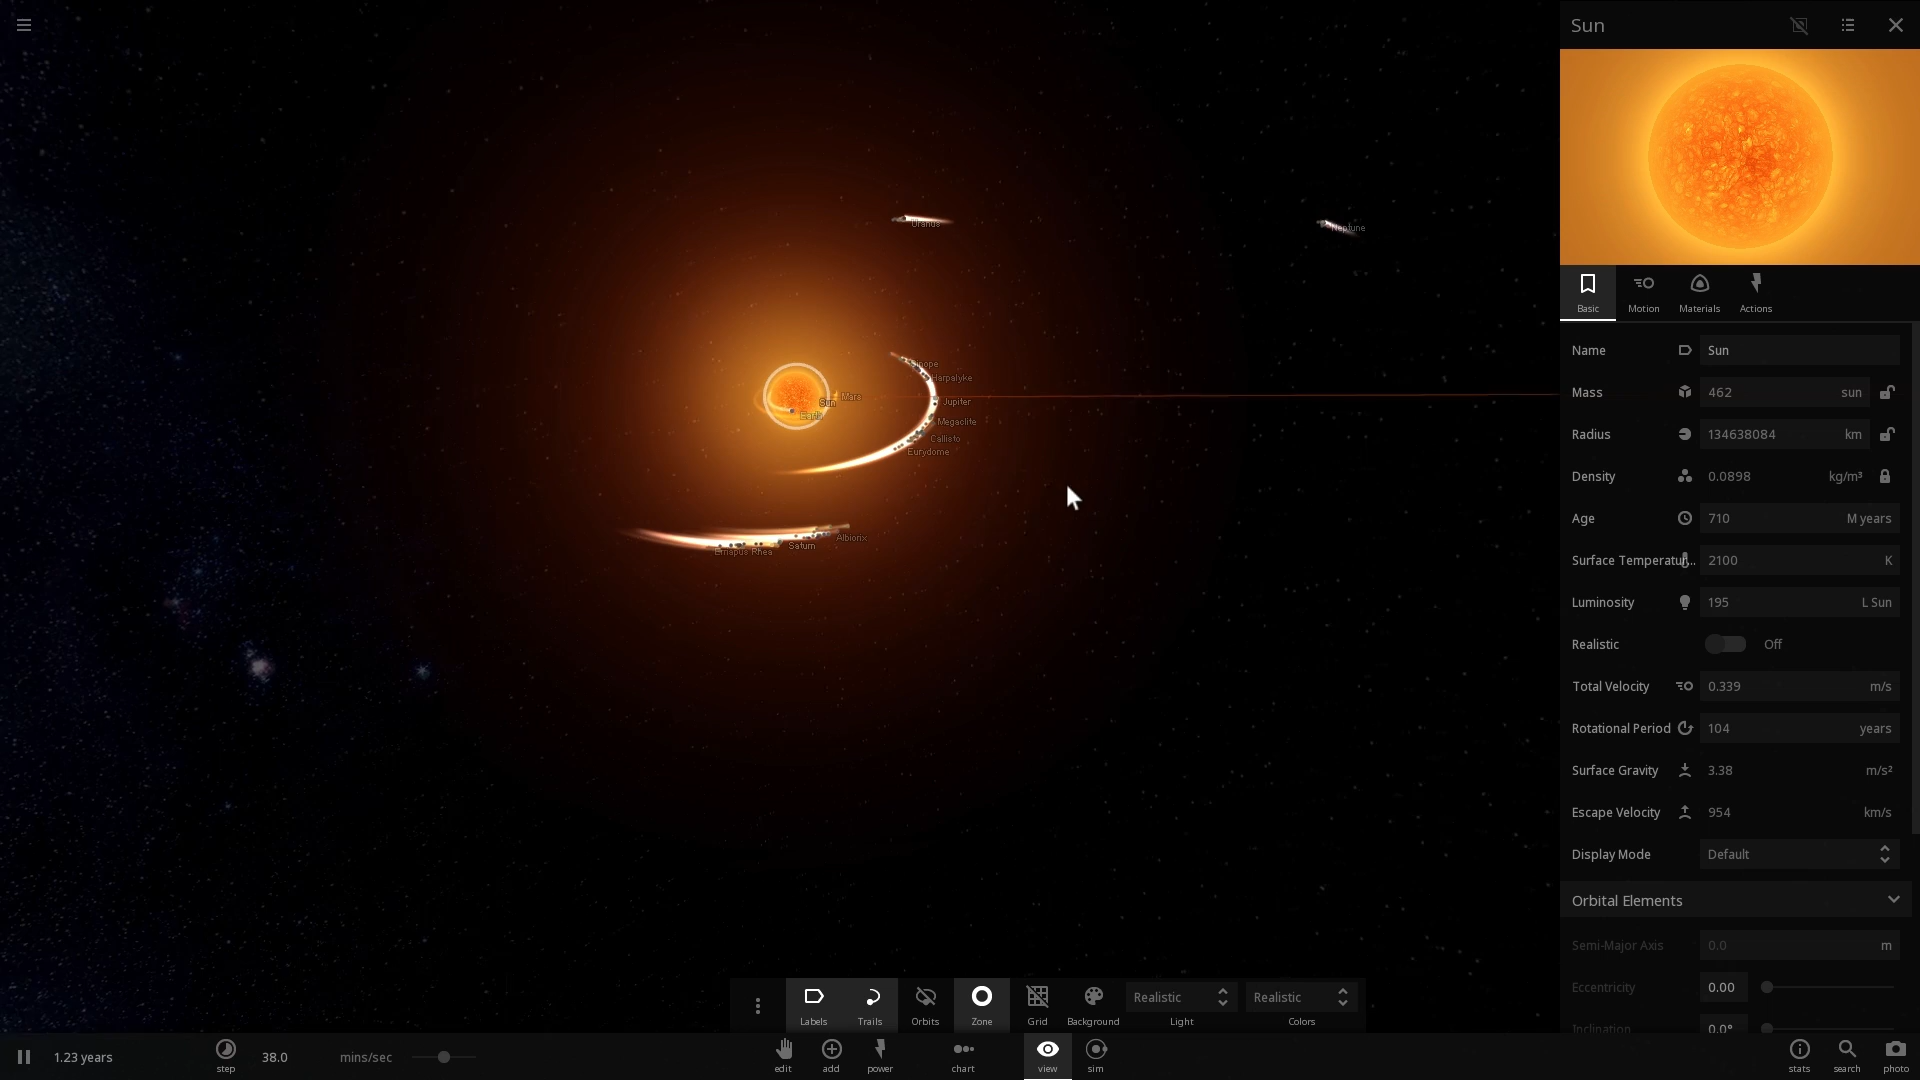 Sun
Uranus
Neptune
Sinope
Harpalyke
Mars
Sun
Jupiter
Earth
Megaclite
Callisto
Eurydome
Albiorix
Saturn
Erriapus Rhea
Basic Motion Materials Actions
Name Sun
Mass 462 sun
Radius 134638084 km
Density 0.0898 kg/m³
Age 710 M years
Surface Temperatur... 2100 K
Luminosity 195 L Sun
Realistic Off
Total Velocity 0.339 m/s
Rotational Period 104 years
Surface Gravity 3.38 m/s²
Escape Velocity 954 km/s
Display Mode Default
Orbital Elements
Semi-Major Axis 0.0 m
Eccentricity 0.00
Inclination 0.0°
Realistic Realistic
Labels Trails Orbits Zone Grid Background Light Colors
1.23 years step 38.0 mins/sec edit add power chart view sim stats search photo